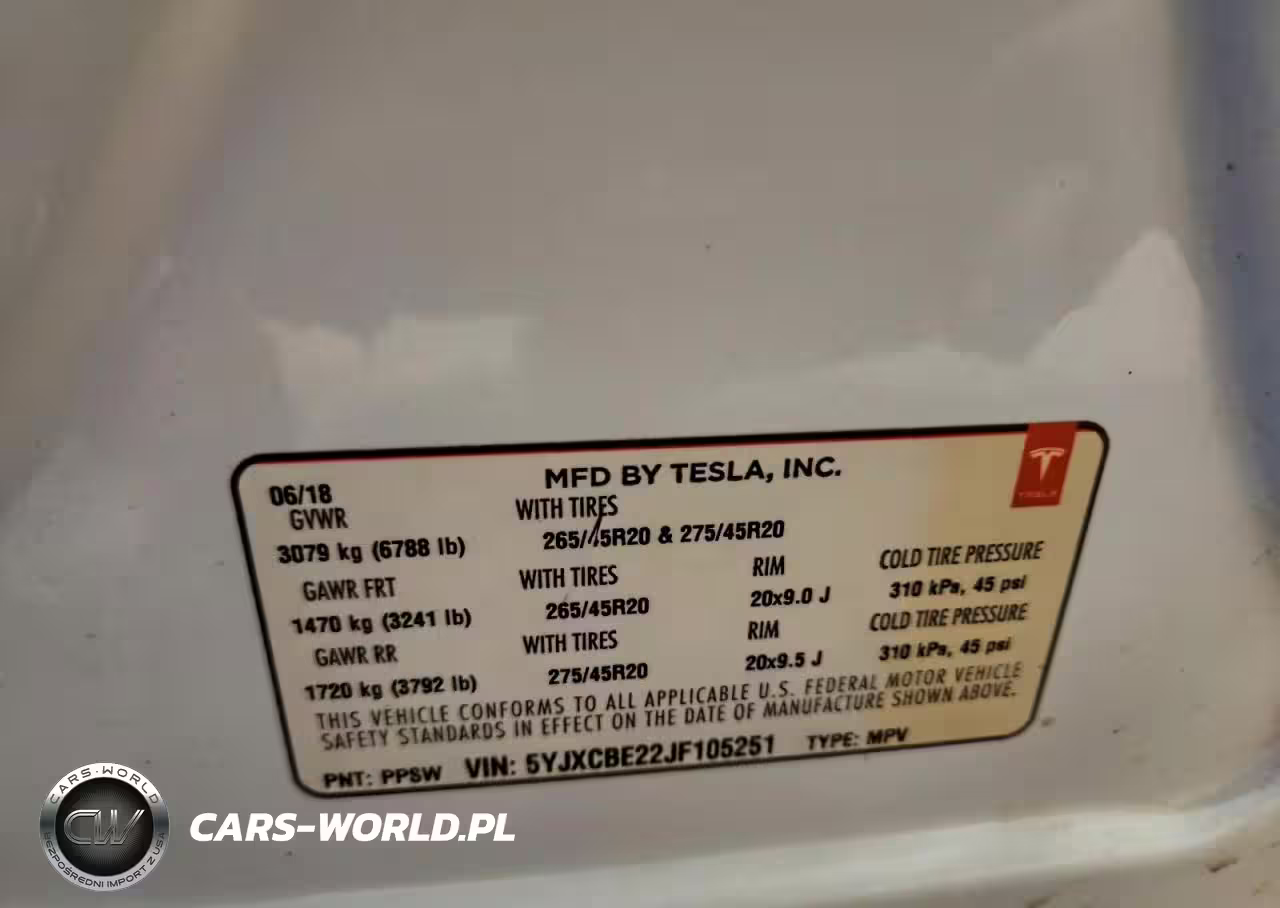 MFD BY TESLA, INC.
TESLA
06/18
GVWR WITH TIRES
3079 kg (6788 lb) 265/45R20 & 275/45R20
GAWR FRT WITH TIRES RIM COLD TIRE PRESSURE
1470 kg (3241 lb) 265/45R20 20x9.0 J 310 kPa, 45 psi
GAWR RR WITH TIRES RIM COLD TIRE PRESSURE
1720 kg (3792 lb) 275/45R20 20x9.5 J 310 kPa, 45 psi
THIS VEHICLE CONFORMS TO ALL APPLICABLE U.S. FEDERAL MOTOR VEHICLE
SAFETY STANDARDS IN EFFECT ON THE DATE OF MANUFACTURE SHOWN ABOVE.
PNT: PPSW VIN: 5YJXCBE22JF105251 TYPE: MPV
CARS-WORLD
CW
BEZPOŚREDNI IMPORT Z USA
CARS-WORLD.PL